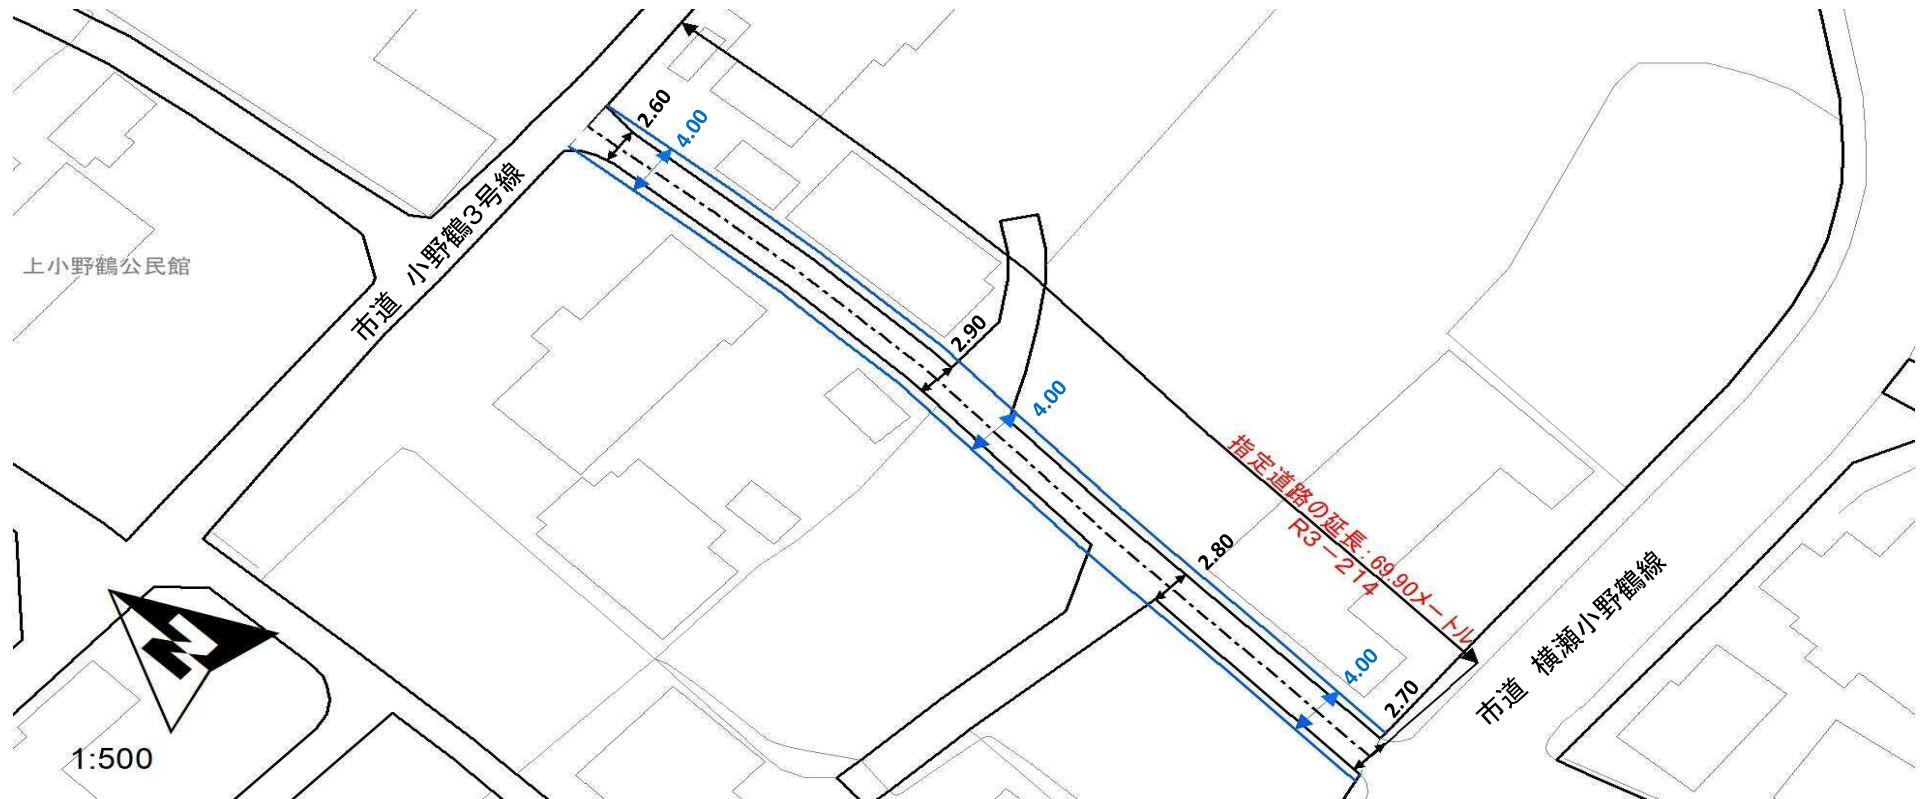 2.60
4.00
市道 小野鶴3号線
上小野鶴公民館
2.90
4.00
指定道路の延長：69.90メートル
R3－214
2.80
市道 横瀬小野鶴線
4.00
2.70
N
1:500